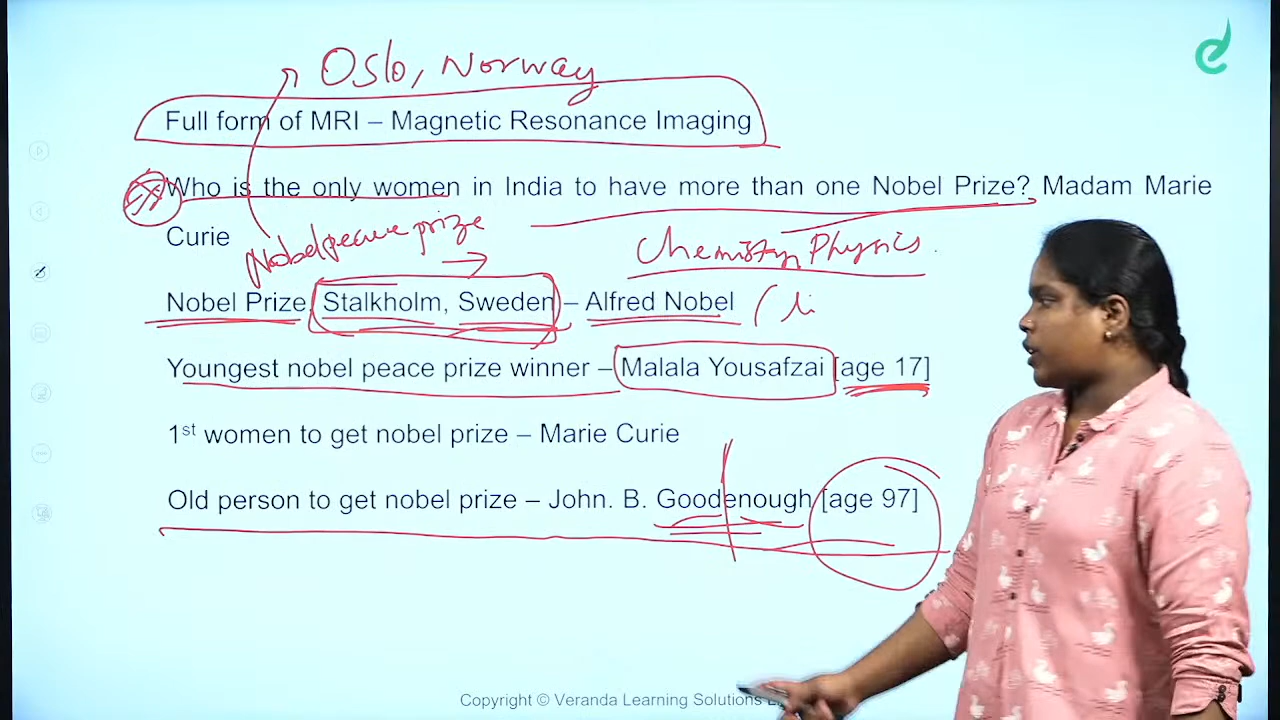 Oslo, Norway
Full form of MRI – Magnetic Resonance Imaging
Who is the only women in India to have more than one Nobel Prize? Madam Marie
Curie
Nobel peace prize
Chemistry, Physics.
Nobel Prize, Stalkholm, Sweden – Alfred Nobel
Youngest nobel peace prize winner – Malala Yousafzai [age 17]
1st women to get nobel prize – Marie Curie
Old person to get nobel prize – John. B. Goodenough [age 97]
Copyright © Veranda Learning Solutions